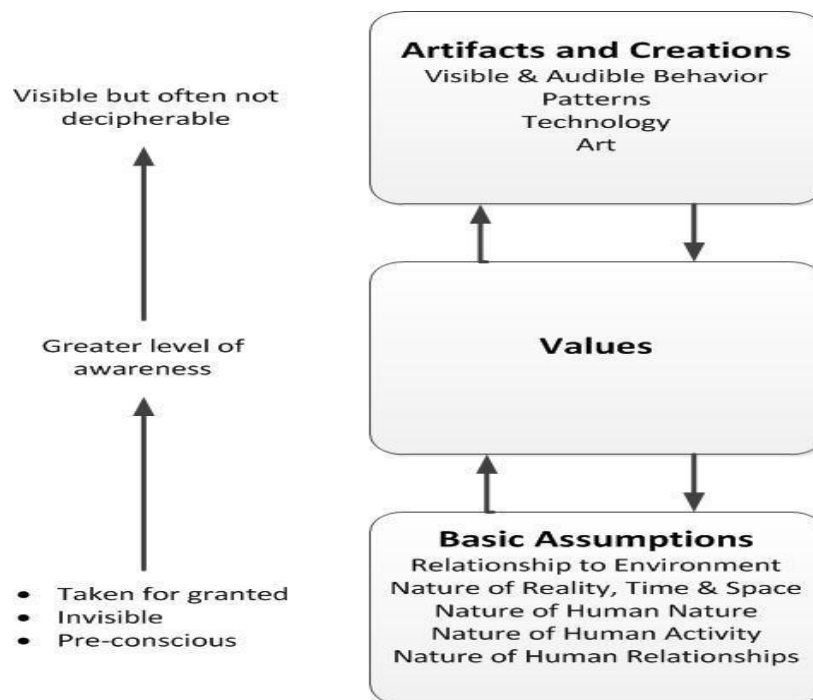 Artifacts and Creations
Visible & Audible Behavior
Patterns
Technology
Art
Visible but often not
decipherable
Values
Greater level of
awareness
Basic Assumptions
Relationship to Environment
Nature of Reality, Time & Space
Nature of Human Nature
Nature of Human Activity
Nature of Human Relationships
• Taken for granted
• Invisible
• Pre-conscious